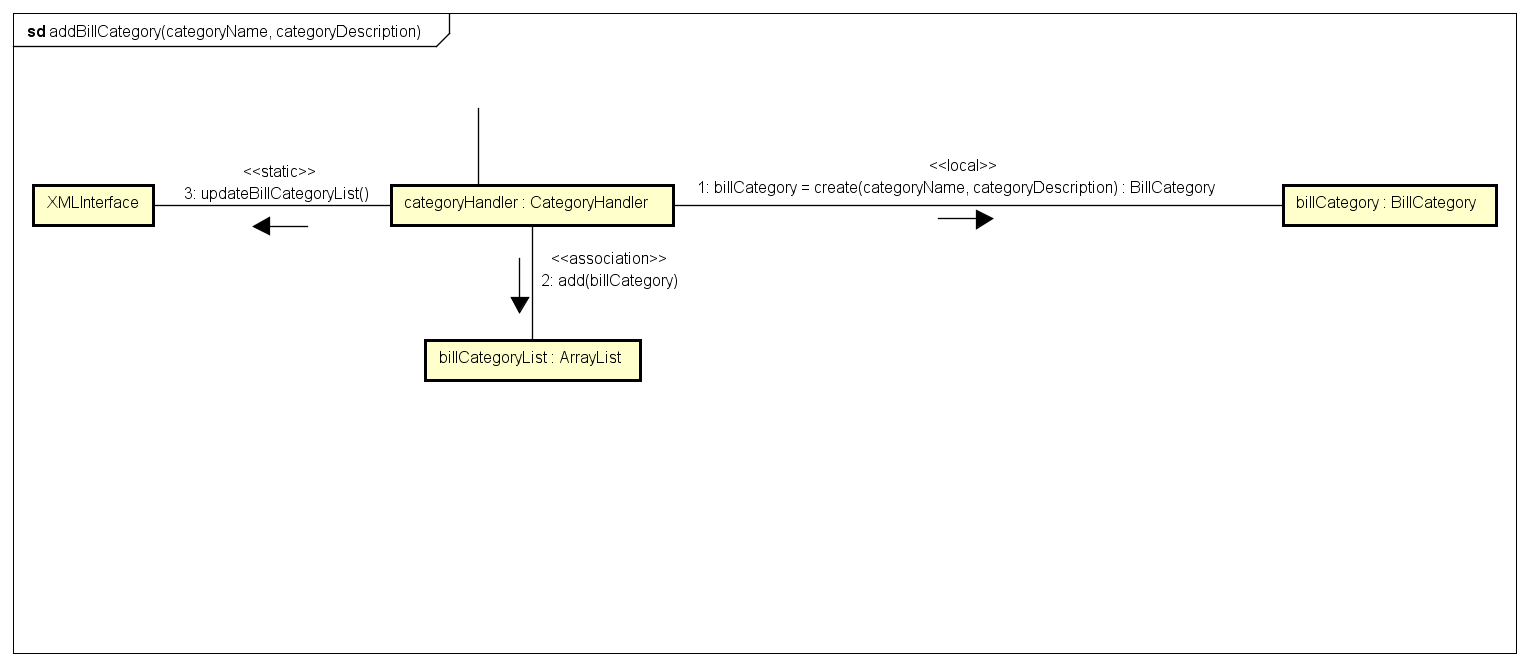 sd addBillCategory(categoryName, categoryDescription)
<<local>>
1: billCategory = create(categoryName, categoryDescription) : BillCategory
<<static>>
3: updateBillCategoryList()
XMLInterface
categoryHandler : CategoryHandler
billCategory : BillCategory
<<association>>
2: add(billCategory)
billCategoryList : ArrayList